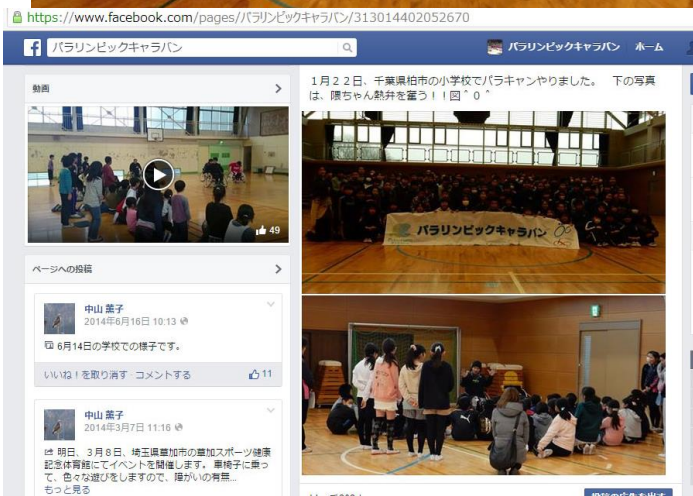 https://www.facebook.com/pages/パラリンピックキャラバン/313014402052670
パラリンピックキャラバン
パラリンピックキャラバン ホーム
動画
49
ページへの投稿
中山 薫子
2014年6月16日 10:13
6月14日の学校での様子です。
いいね！を取り消す · コメントする 11
中山 薫子
2014年3月7日 11:16
明日、３月８日、埼玉県草加市の草加スポーツ健康
記念体育館にてイベントを開催します。 車椅子に乗っ
て、色々な遊びをしますので、障がいの有無...
もっと見る
１月２２日、千葉県柏市の小学校でパラキャンやりました。 下の写真
は、隈ちゃん熱弁を奮う！！図＾０＾
パラリンピックキャラバン
投稿の広告を出す